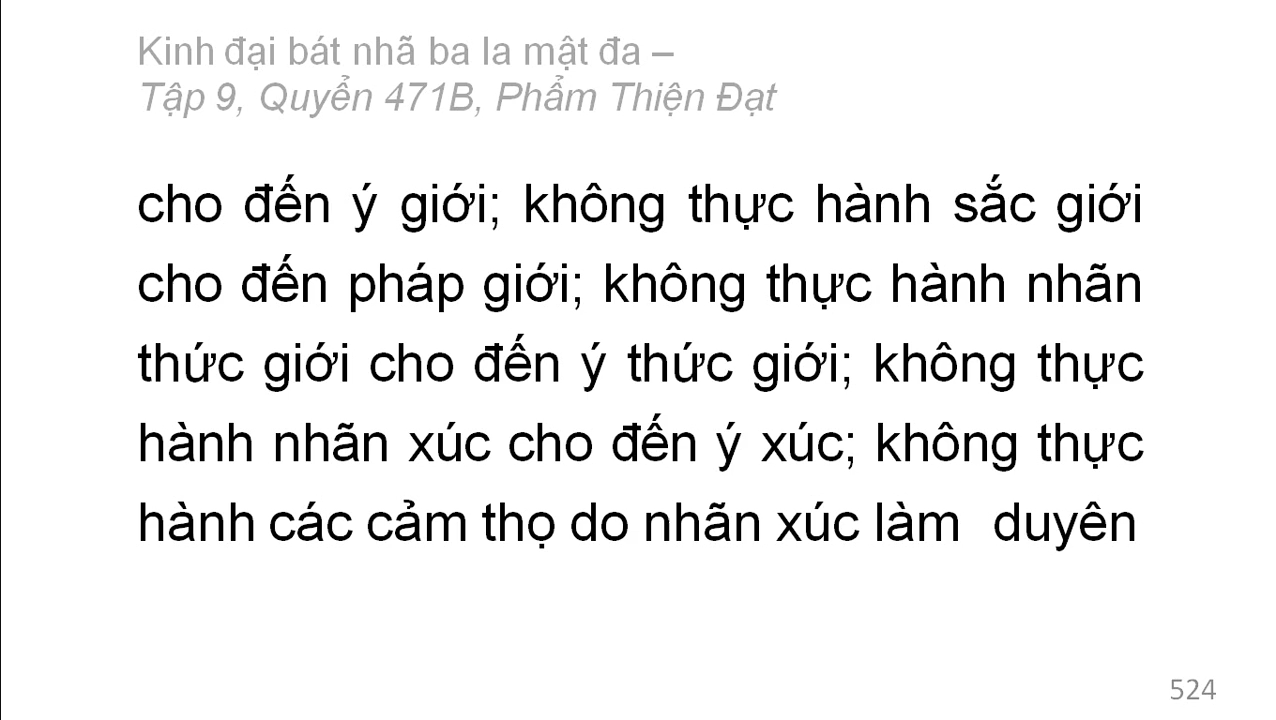 Kinh đại bát nhã ba la mật đa –
Tập 9, Quyển 471B, Phẩm Thiện Đạt
cho đến ý giới; không thực hành sắc giới
cho đến pháp giới; không thực hành nhãn
thức giới cho đến ý thức giới; không thực
hành nhãn xúc cho đến ý xúc; không thực
hành các cảm thọ do nhãn xúc làm duyên
524